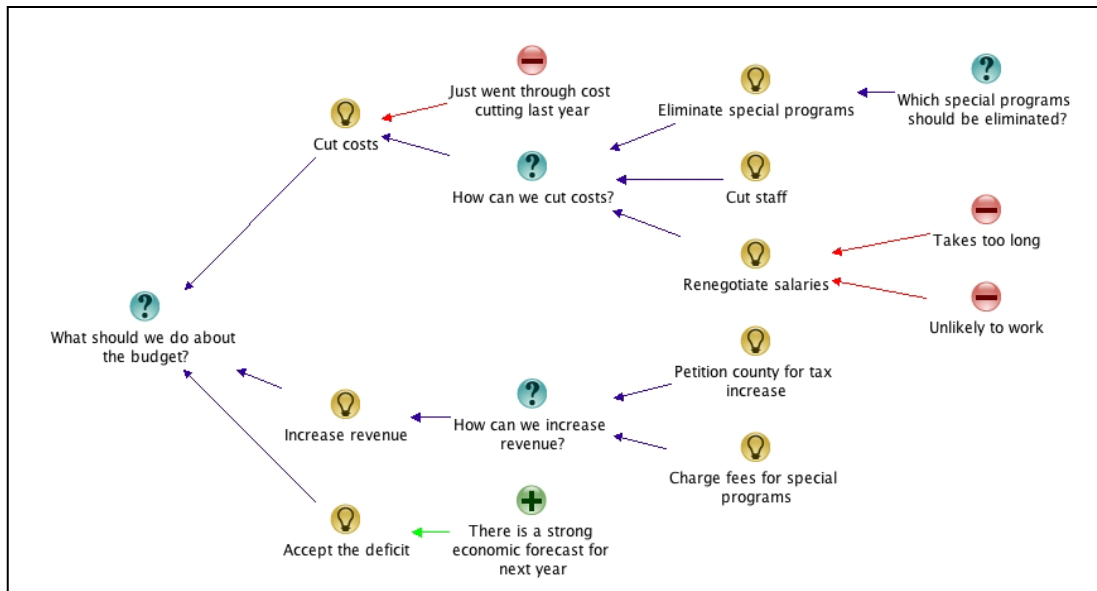 Just went through cost
cutting last year
Eliminate special programs
Which special programs
should be eliminated?
Cut costs
How can we cut costs?
Cut staff
Takes too long
Renegotiate salaries
Unlikely to work
What should we do about
the budget?
Petition county for tax
increase
Increase revenue
How can we increase
revenue?
Charge fees for special
programs
Accept the deficit
There is a strong
economic forecast for
next year